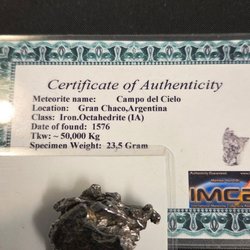 Certificate of Authenticity
Meteorite name: Campo del Cielo
Location: Gran Chaco,Argentina
Class: Iron.Octahedrite (IA)
Date of found: 1576
Tkw: ~ 50,000 Kg
Specimen Weight: 23,5 Gram
IMCA